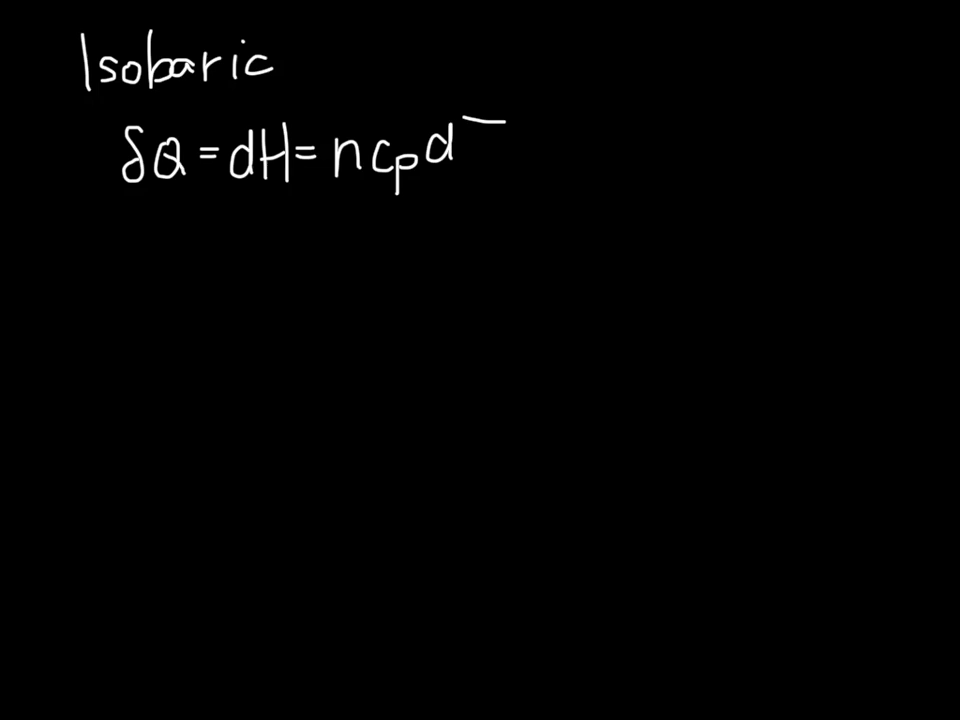 Isobaric
δQ = dH = ncₚd